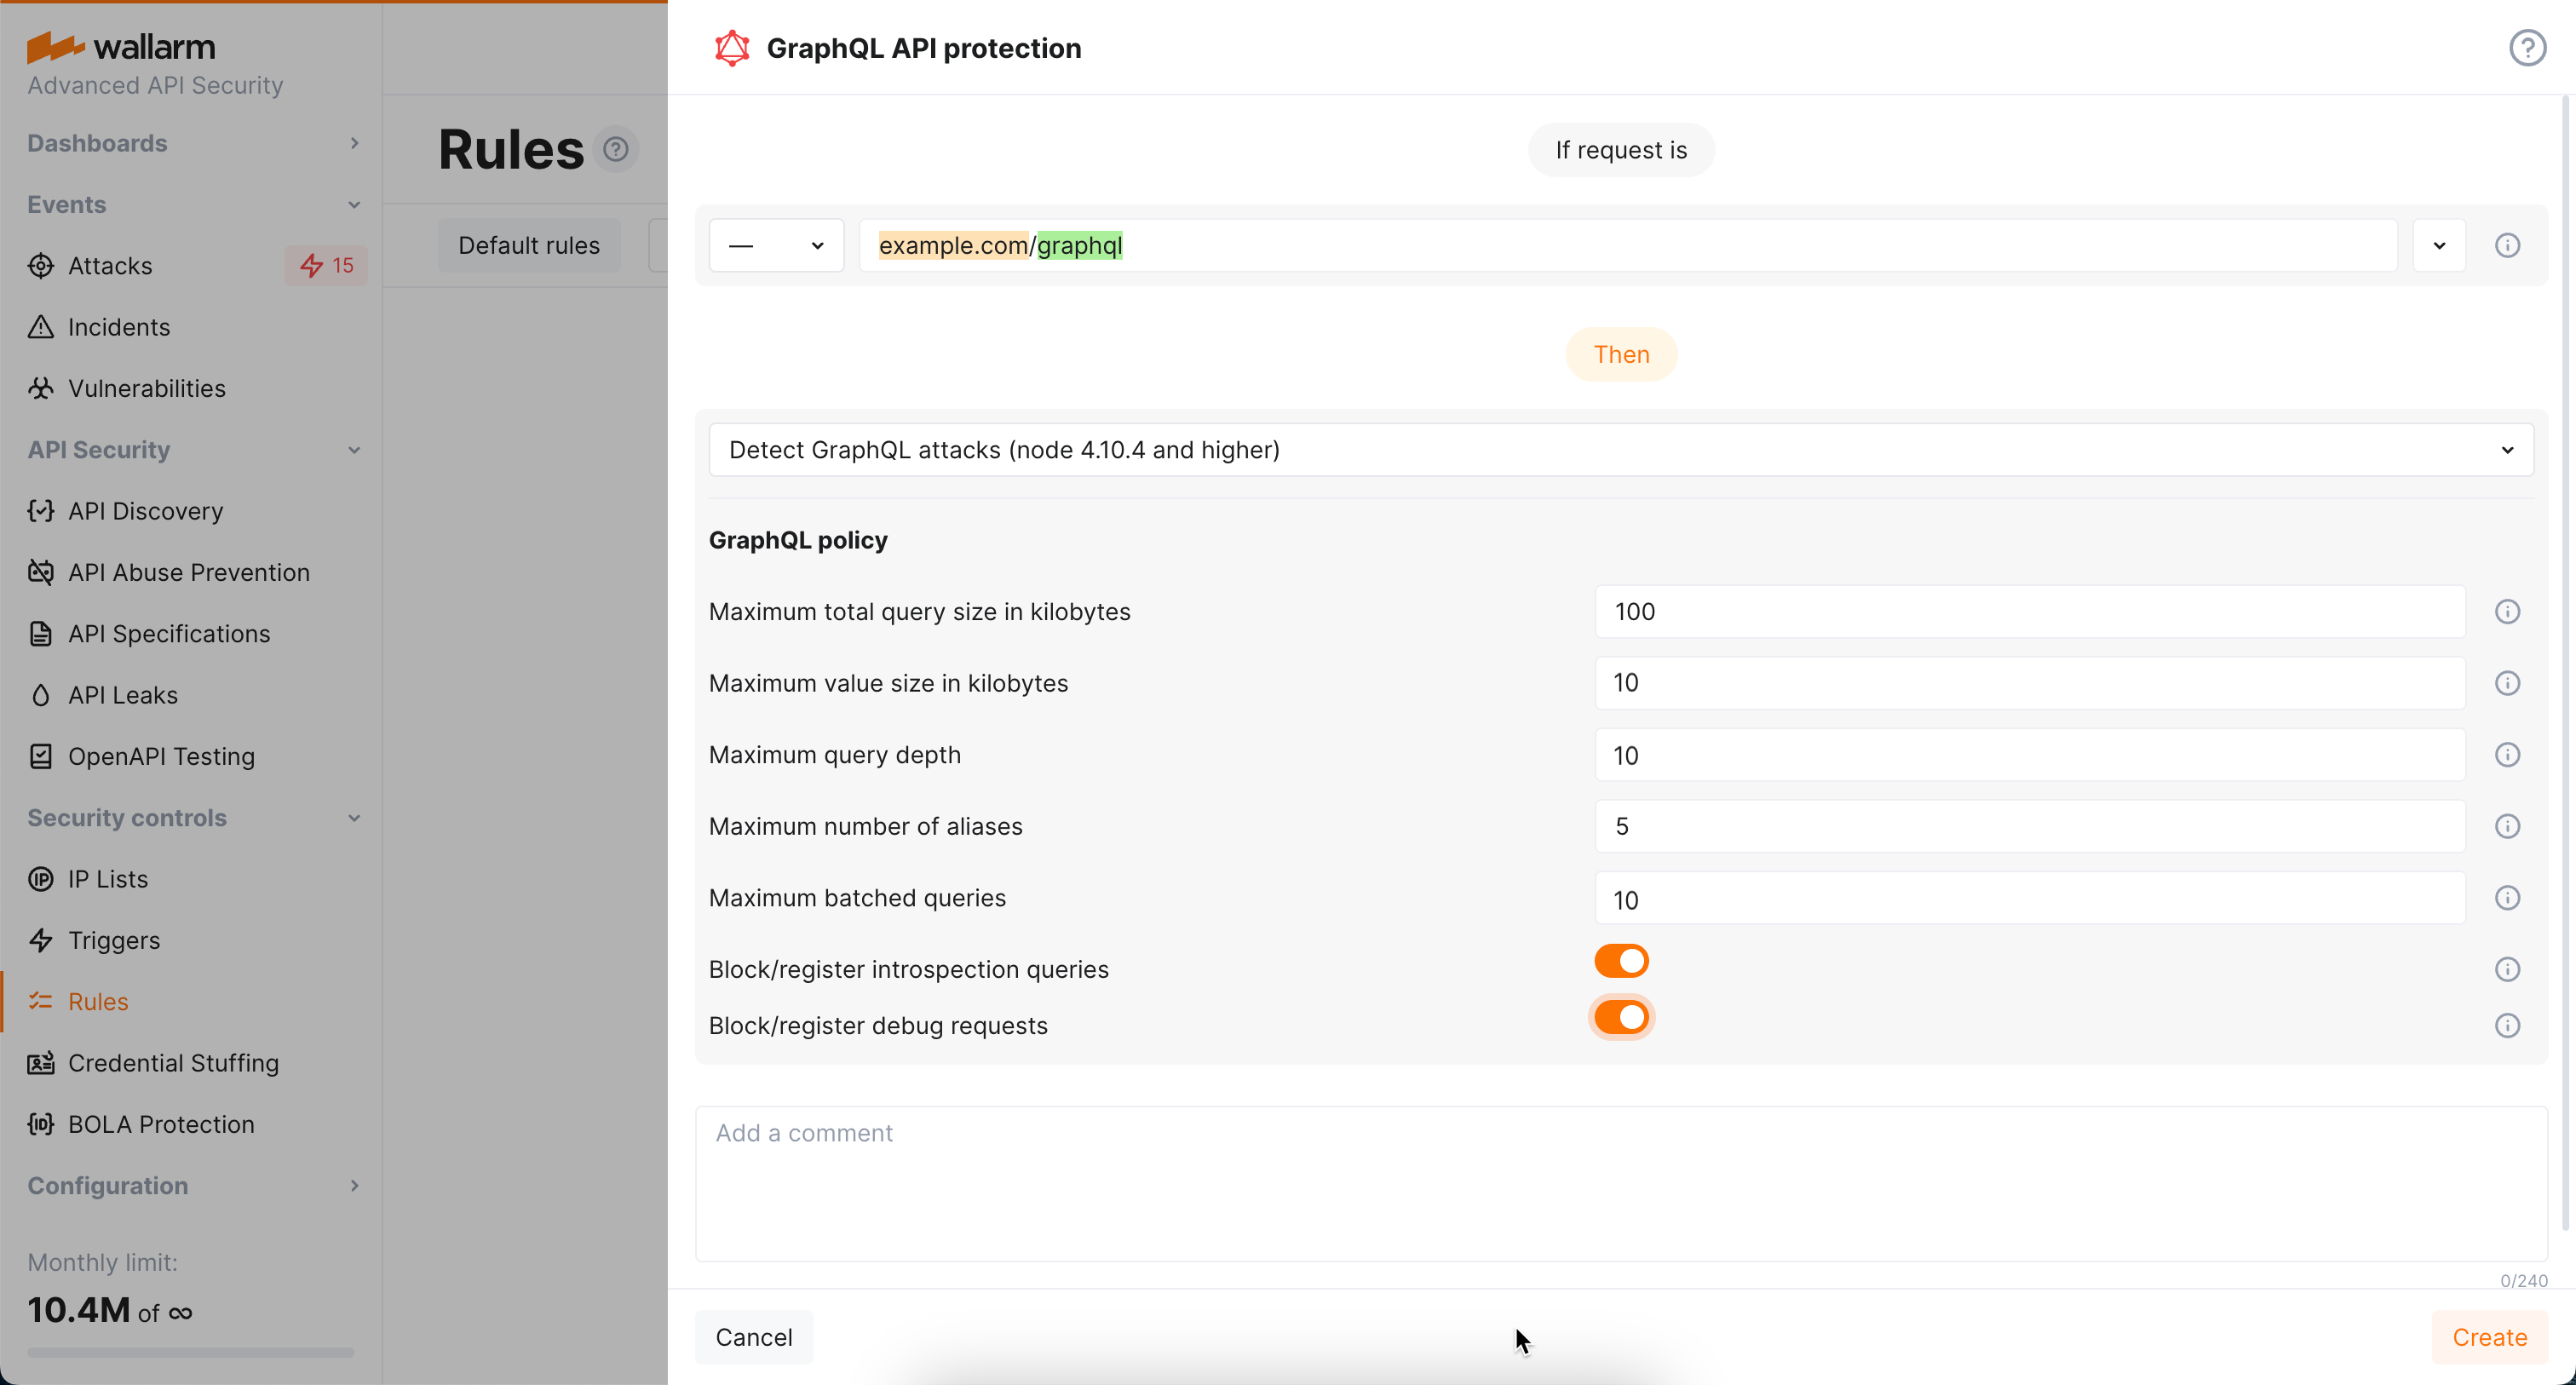 wallarm
Advanced API Security
Dashboards
Events
Attacks
15
Incidents
Vulnerabilities
API Security
API Discovery
API Abuse Prevention
API Specifications
API Leaks
OpenAPI Testing
Security controls
IP Lists
Triggers
Rules
Credential Stuffing
BOLA Protection
Configuration
Monthly limit:
10.4M of ∞
Rules
Default rules
GraphQL API protection
If request is
—
example.com/graphql
Then
Detect GraphQL attacks (node 4.10.4 and higher)
GraphQL policy
Maximum total query size in kilobytes
100
Maximum value size in kilobytes
10
Maximum query depth
10
Maximum number of aliases
5
Maximum batched queries
10
Block/register introspection queries
Block/register debug requests
Add a comment
0/240
Cancel
Create